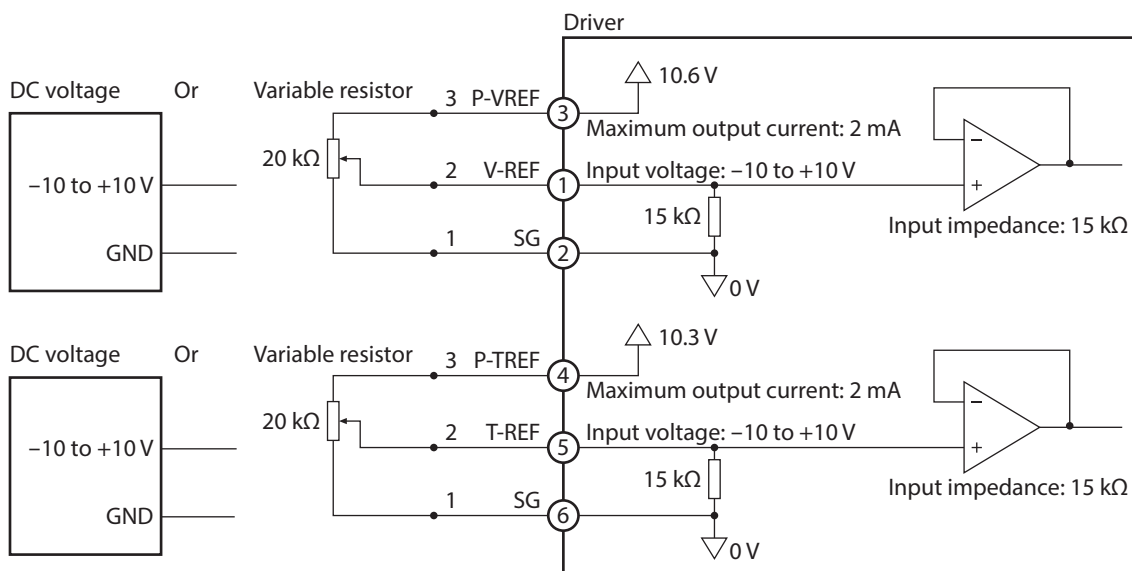 Driver
DC voltage Or Variable resistor 3 P-VREF 3 10.6 V
Maximum output current: 2 mA
20 kΩ
–10 to +10 V 2 V-REF 1 Input voltage: –10 to +10 V – +
15 kΩ Input impedance: 15 kΩ
GND 1 SG 2
0 V
DC voltage Or Variable resistor 3 P-TREF 4 10.3 V
Maximum output current: 2 mA
20 kΩ
–10 to +10 V 2 T-REF 5 Input voltage: –10 to +10 V – +
15 kΩ Input impedance: 15 kΩ
GND 1 SG 6
0 V